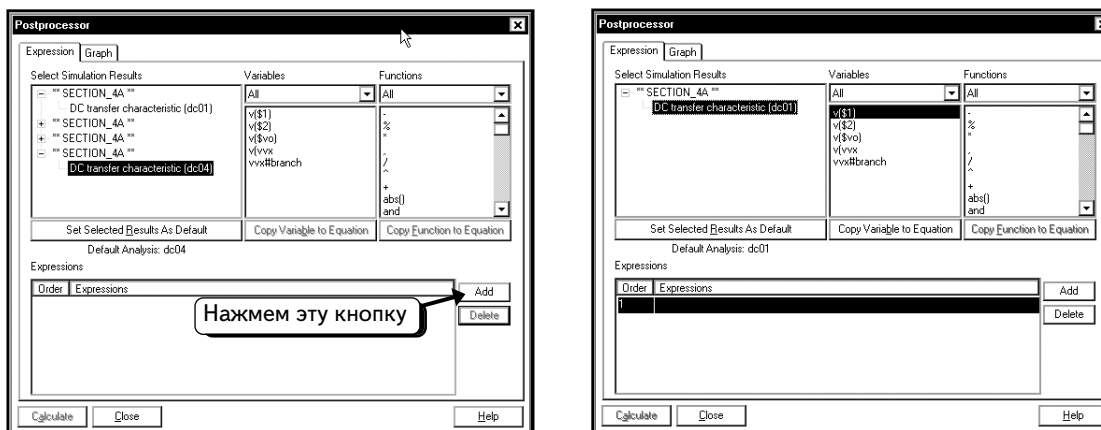 Postprocessor
Expression Graph
Select Simulation Results Variables Functions
** SECTION_4A ** All All
DC transfer characteristic (dc01)
** SECTION_4A **
** SECTION_4A **
** SECTION_4A **
DC transfer characteristic (dc04)
v($1)
v($2)
v($vo)
v(vvx
vvx#branch
-
%
*
,
/
^
+
abs()
and
Set Selected Results As Default Copy Variable to Equation Copy Function to Equation
Default Analysis: dc04
Expressions
Order Expressions
Add
Нажмем эту кнопку
Delete
Calculate Close Help
Postprocessor
Expression Graph
Select Simulation Results Variables Functions
** SECTION_4A ** All All
DC transfer characteristic (dc01)
v($1)
v($2)
v($vo)
v(vvx
vvx#branch
-
%
*
,
/
^
+
abs()
and
Set Selected Results As Default Copy Variable to Equation Copy Function to Equation
Default Analysis: dc01
Expressions
Order Expressions
Add
1
Delete
Calculate Close Help